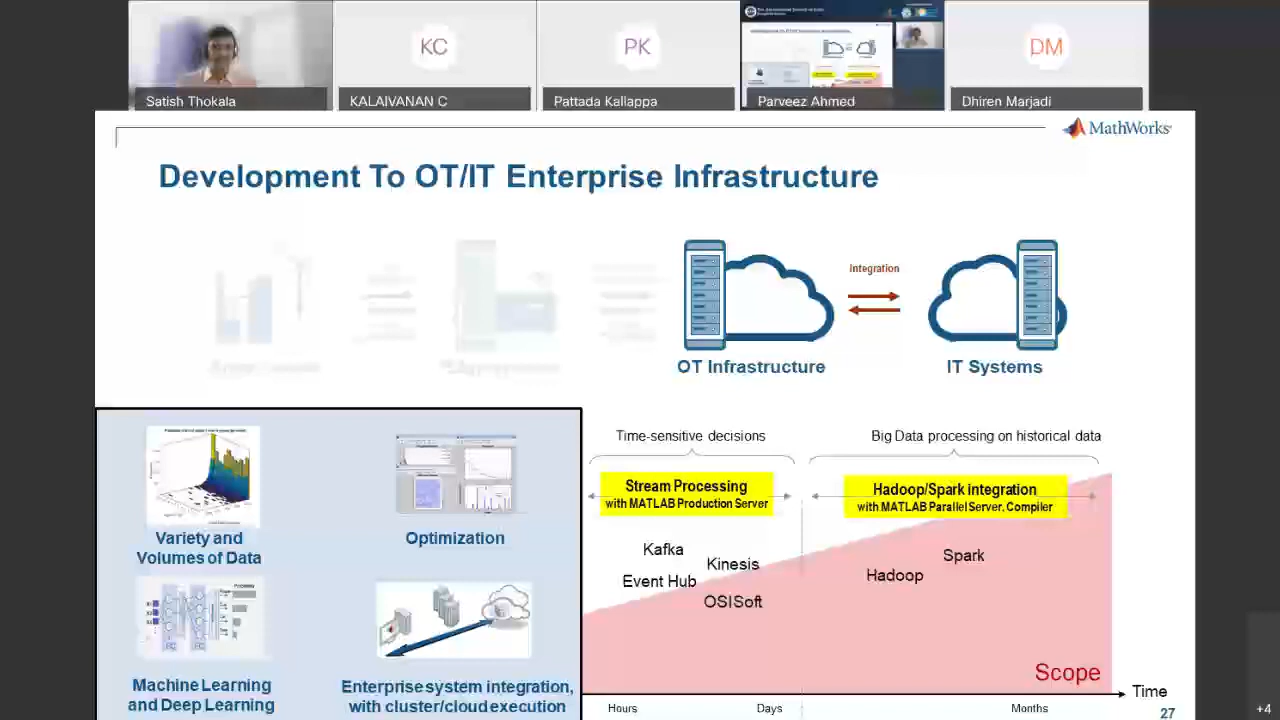 KC
PK
DM
Satish Thokala
KALAIVANAN C
Pattada Kallappa
Parveez Ahmed
Dhiren Marjadi
MathWorks
Development To OT/IT Enterprise Infrastructure
Integration
OT Infrastructure
IT Systems
Time-sensitive decisions
Big Data processing on historical data
Stream Processing
with MATLAB Production Server
Hadoop/Spark integration
with MATLAB Parallel Server, Compiler
Variety and
Volumes of Data
Optimization
Kafka
Kinesis
Event Hub
OSISoft
Spark
Hadoop
Machine Learning
and Deep Learning
Enterprise system integration,
with cluster/cloud execution
Scope
Time
Hours
Days
Months
27
+4